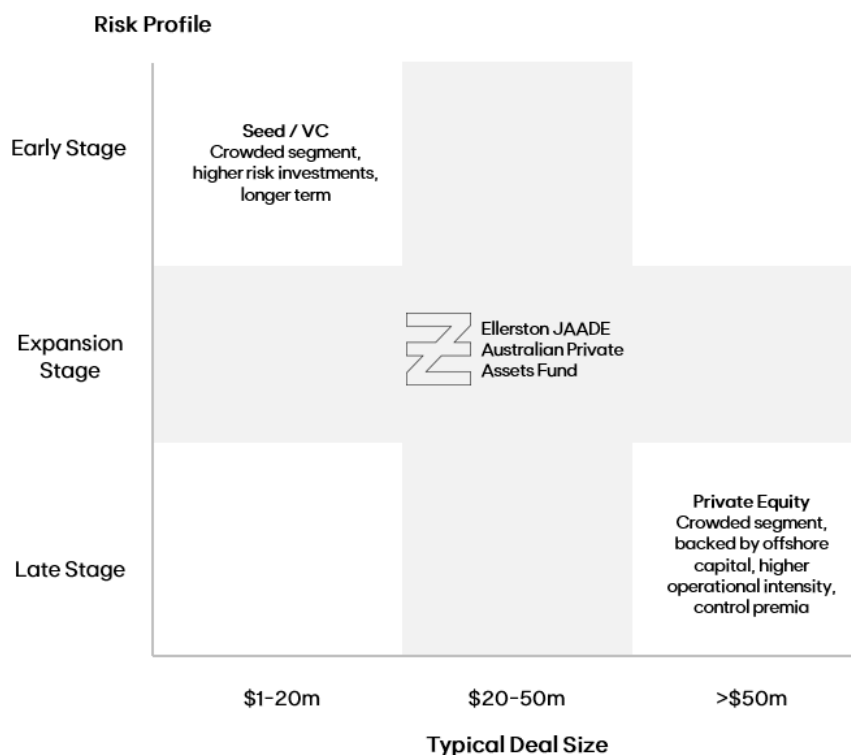 Risk Profile
Early Stage
Seed / VC
Crowded segment,
higher risk investments,
longer term
Expansion
Stage
Ellerston JAADE
Australian Private
Assets Fund
Late Stage
Private Equity
Crowded segment,
backed by offshore
capital, higher
operational intensity,
control premia
$1-20m
$20-50m
>$50m
Typical Deal Size